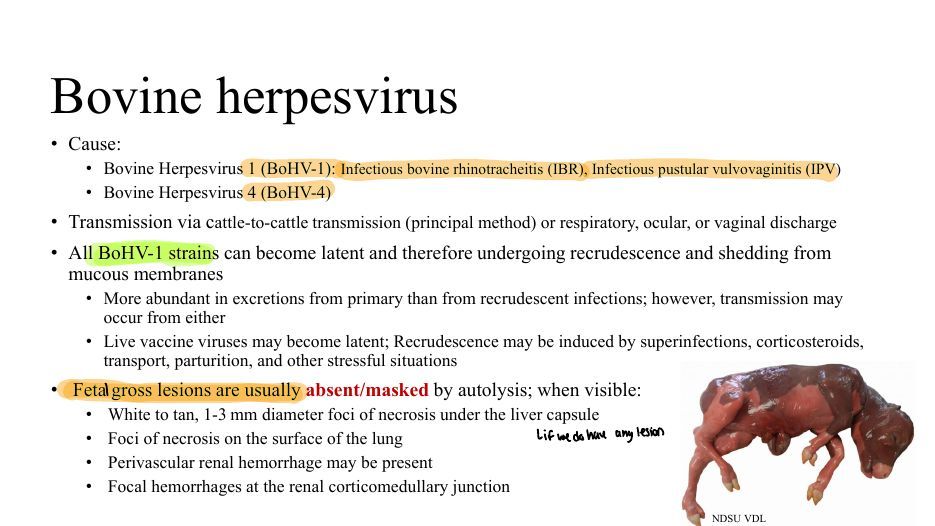 Bovine herpesvirus
• Cause:
• Bovine Herpesvirus 1 (BoHV-1): Infectious bovine rhinotracheitis (IBR), Infectious pustular vulvovaginitis (IPV)
• Bovine Herpesvirus 4 (BoHV-4)
• Transmission via cattle-to-cattle transmission (principal method) or respiratory, ocular, or vaginal discharge
• All BoHV-1 strains can become latent and therefore undergoing recrudescence and shedding from
mucous membranes
• More abundant in excretions from primary than from recrudescent infections; however, transmission may
occur from either
• Live vaccine viruses may become latent; Recrudescence may be induced by superinfections, corticosteroids,
transport, parturition, and other stressful situations
• Fetal gross lesions are usually absent/masked by autolysis; when visible:
• White to tan, 1-3 mm diameter foci of necrosis under the liver capsule
• Foci of necrosis on the surface of the lung
if we do have any lesion
• Perivascular renal hemorrhage may be present
• Focal hemorrhages at the renal corticomedullary junction
NDSU VDL